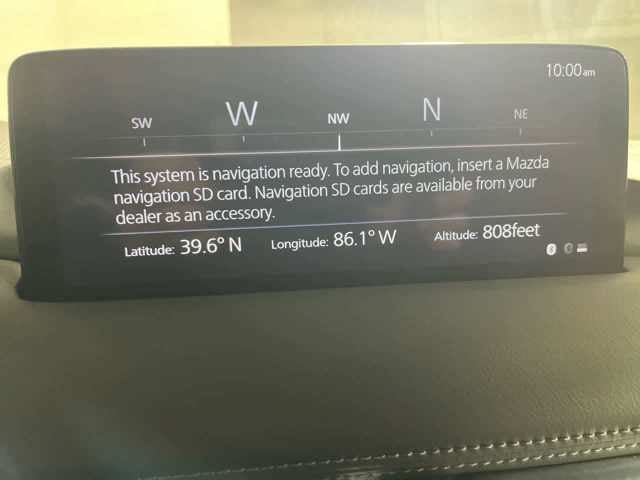 10:00am
SW W NW N NE
This system is navigation ready. To add navigation, insert a Mazda
navigation SD card. Navigation SD cards are available from your
dealer as an accessory.
Latitude: 39.6° N Longitude: 86.1° W Altitude: 808feet